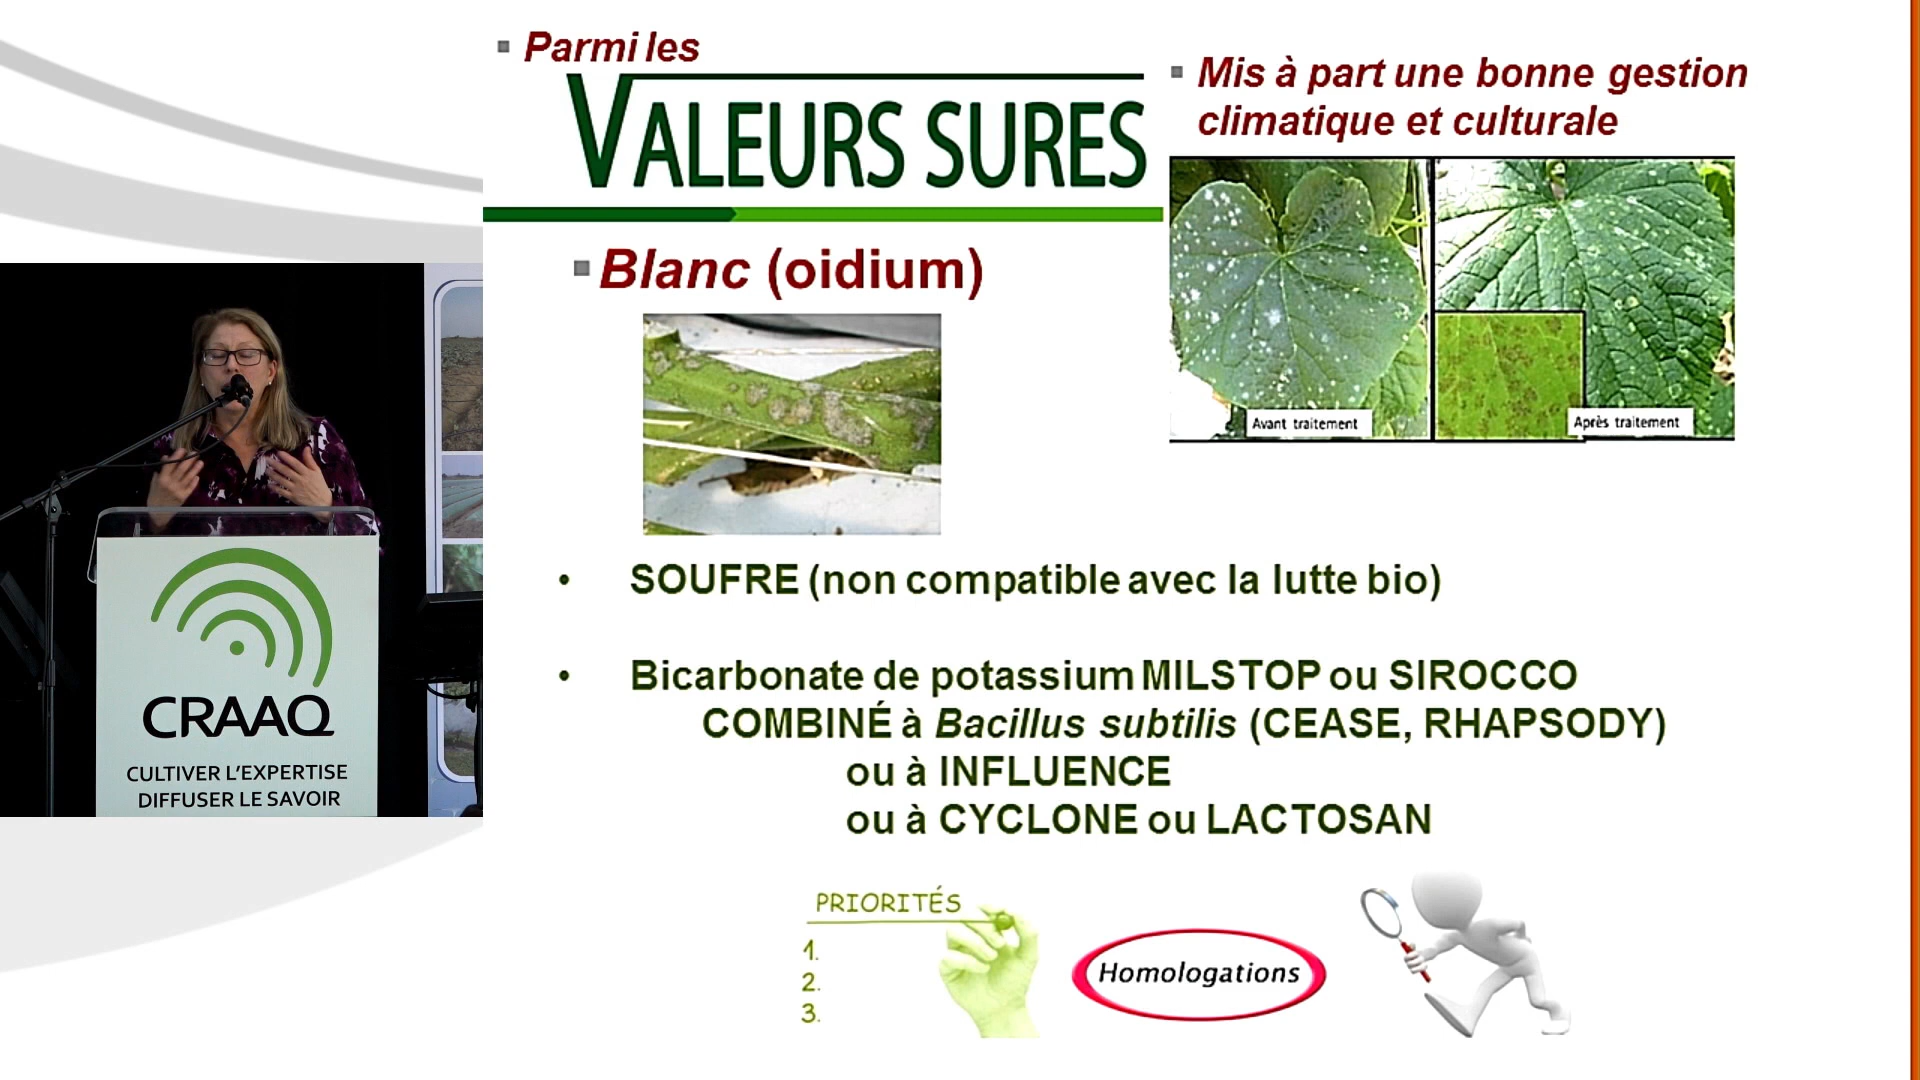 Parmi les
VALEURS SURES
Mis à part une bonne gestion
climatique et culturale
Blanc (oidium)
Avant traitement
Après traitement
SOUFRE (non compatible avec la lutte bio)
Bicarbonate de potassium MILSTOP ou SIROCCO
COMBINÉ à Bacillus subtilis (CEASE, RHAPSODY)
ou à INFLUENCE
ou à CYCLONE ou LACTOSAN
PRIORITÉS
1.
2.
3.
Homologations
CRAAQ
CULTIVER L'EXPERTISE
DIFFUSER LE SAVOIR